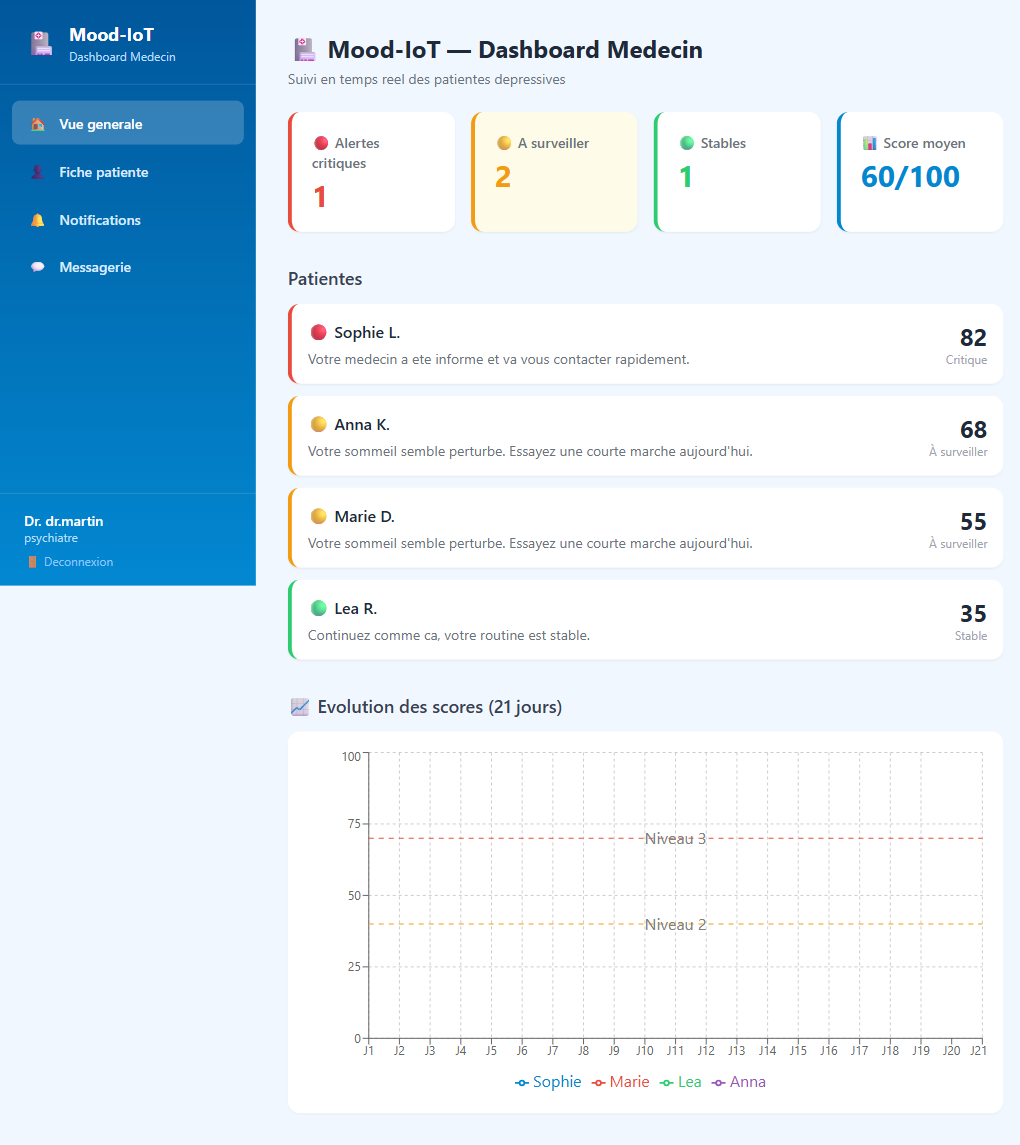 Mood-IoT
Dashboard Medecin
Vue generale
Fiche patiente
Notifications
Messagerie
Dr. dr.martin
psychiatre
Deconnexion
Mood-IoT — Dashboard Medecin
Suivi en temps reel des patientes depressives
Alertes
critiques
1
A surveiller
2
Stables
1
Score moyen
60/100
Patientes
Sophie L.
Votre medecin a ete informe et va vous contacter rapidement.
82
Critique
Anna K.
Votre sommeil semble perturbe. Essayez une courte marche aujourd'hui.
68
À surveiller
Marie D.
Votre sommeil semble perturbe. Essayez une courte marche aujourd'hui.
55
À surveiller
Lea R.
Continuez comme ca, votre routine est stable.
35
Stable
Evolution des scores (21 jours)
100
75
Niveau 3
50
Niveau 2
25
0
J1 J2 J3 J4 J5 J6 J7 J8 J9 J10 J11 J12 J13 J14 J15 J16 J17 J18 J19 J20 J21
Sophie Marie Lea Anna